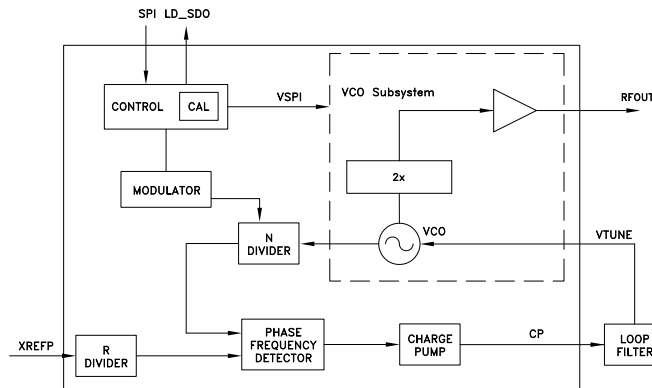 SPI LD_SDO
CONTROL
CAL
VSPI
VCO Subsystem
RFOUT
MODULATOR
2x
N
DIVIDER
VCO
VTUNE
XREFP
R
DIVIDER
PHASE
FREQUENCY
DETECTOR
CHARGE
PUMP
CP
LOOP
FILTER